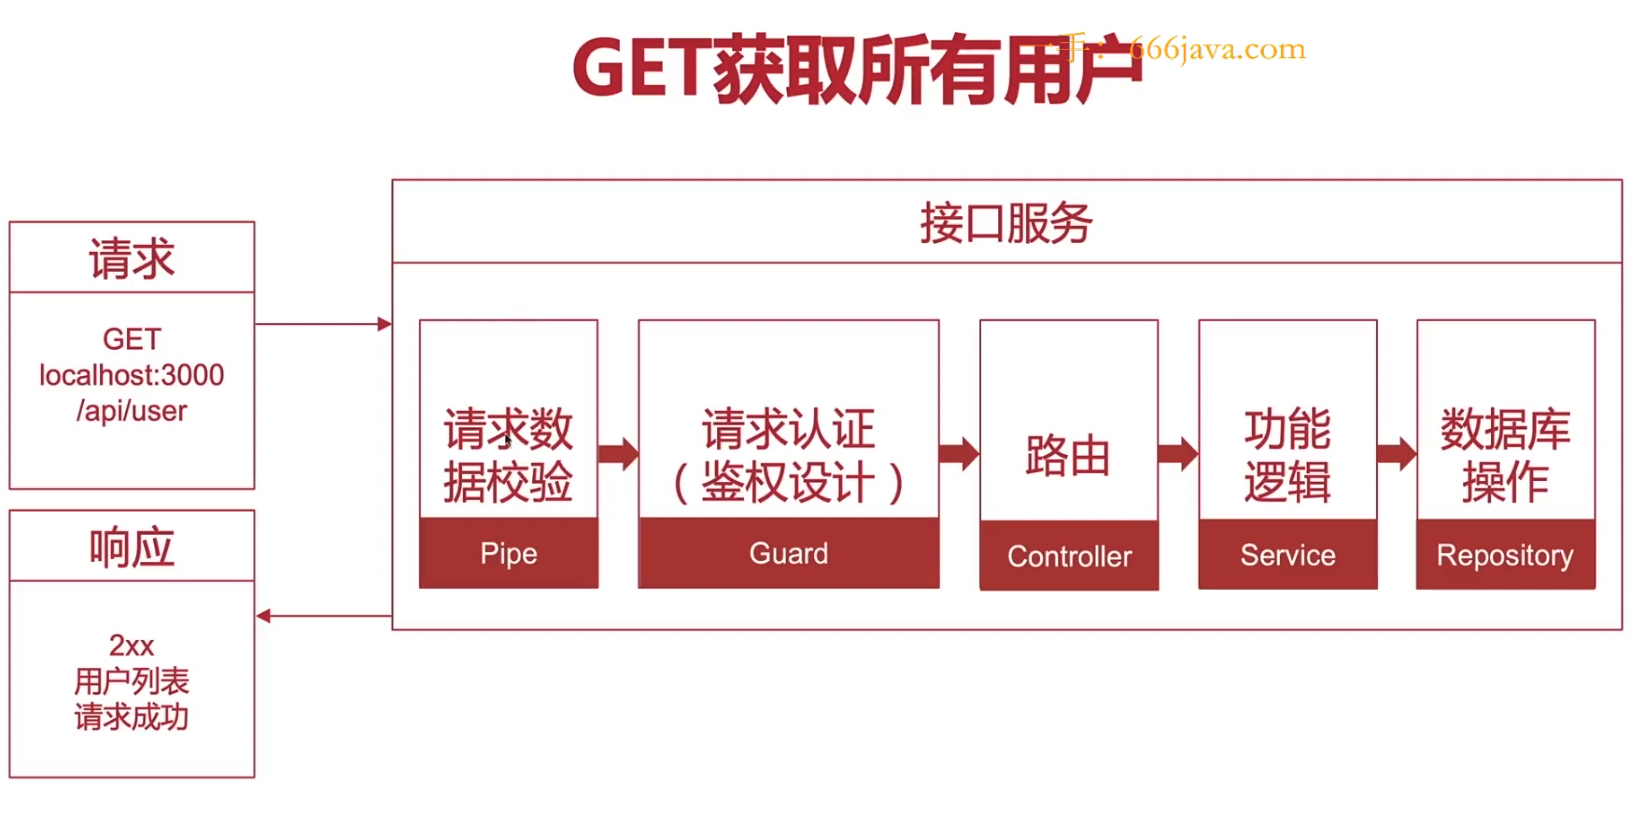 GET获取所有用户
一手：666java.com
接口服务
请求
GET
localhost:3000
/api/user
请求数
据校验
Pipe
请求认证
（鉴权设计）
Guard
路由
Controller
功能
逻辑
Service
数据库
操作
Repository
响应
2xx
用户列表
请求成功